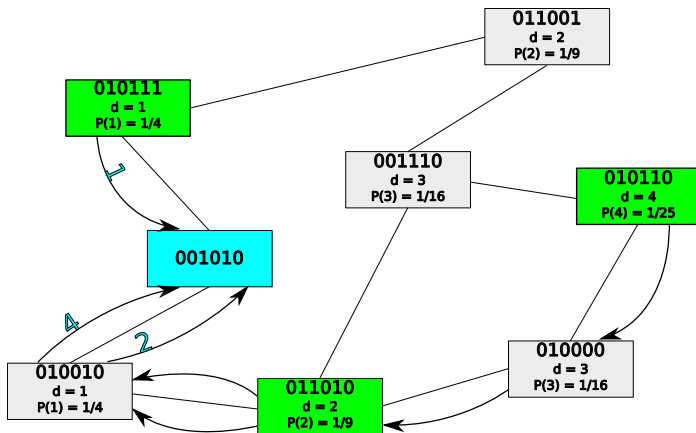 011001
d = 2
P(2) = 1/9
010111
d = 1
P(1) = 1/4
1
001110
d = 3
P(3) = 1/16
010110
d = 4
P(4) = 1/25
001010
4
2
010010
d = 1
P(1) = 1/4
011010
d = 2
P(2) = 1/9
010000
d = 3
P(3) = 1/16